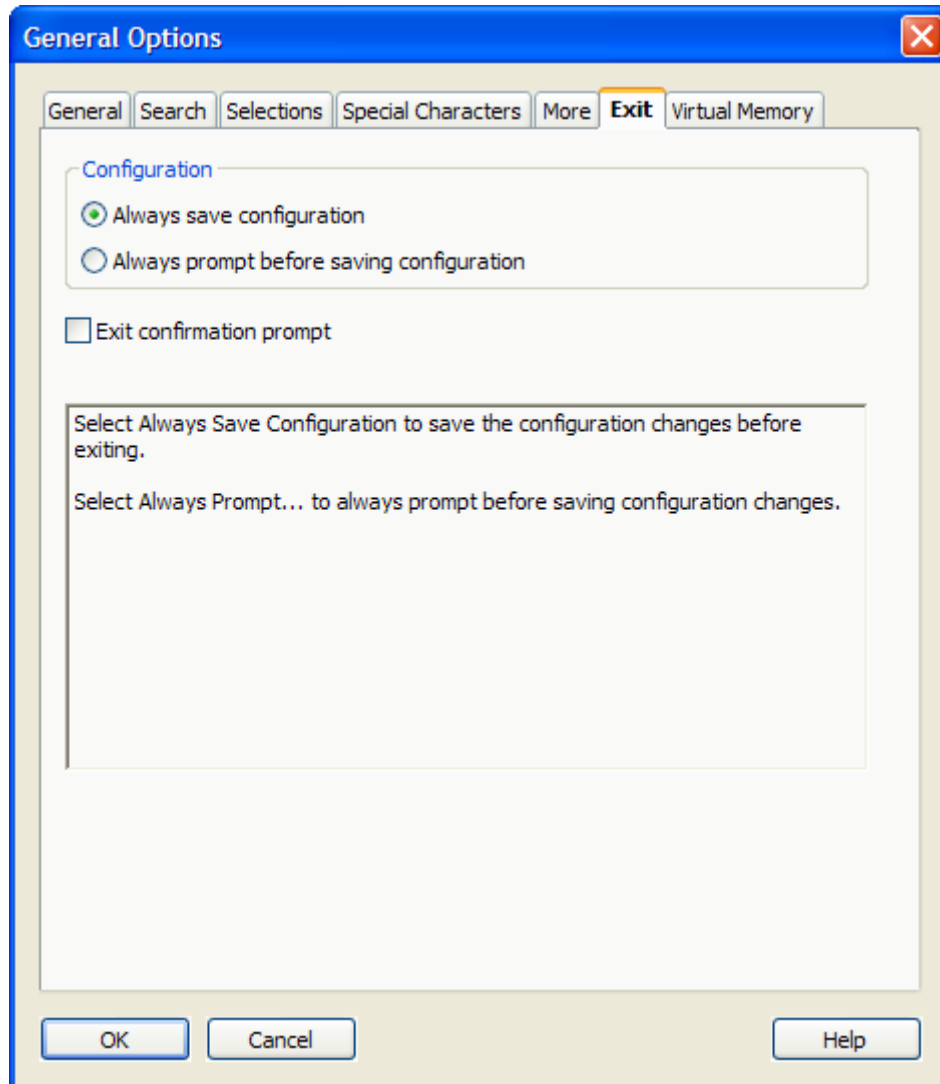 General Options
General Search Selections Special Characters More Exit Virtual Memory
Configuration
Always save configuration
Always prompt before saving configuration
Exit confirmation prompt
Select Always Save Configuration to save the configuration changes before
exiting.
Select Always Prompt... to always prompt before saving configuration changes.
OK Cancel Help